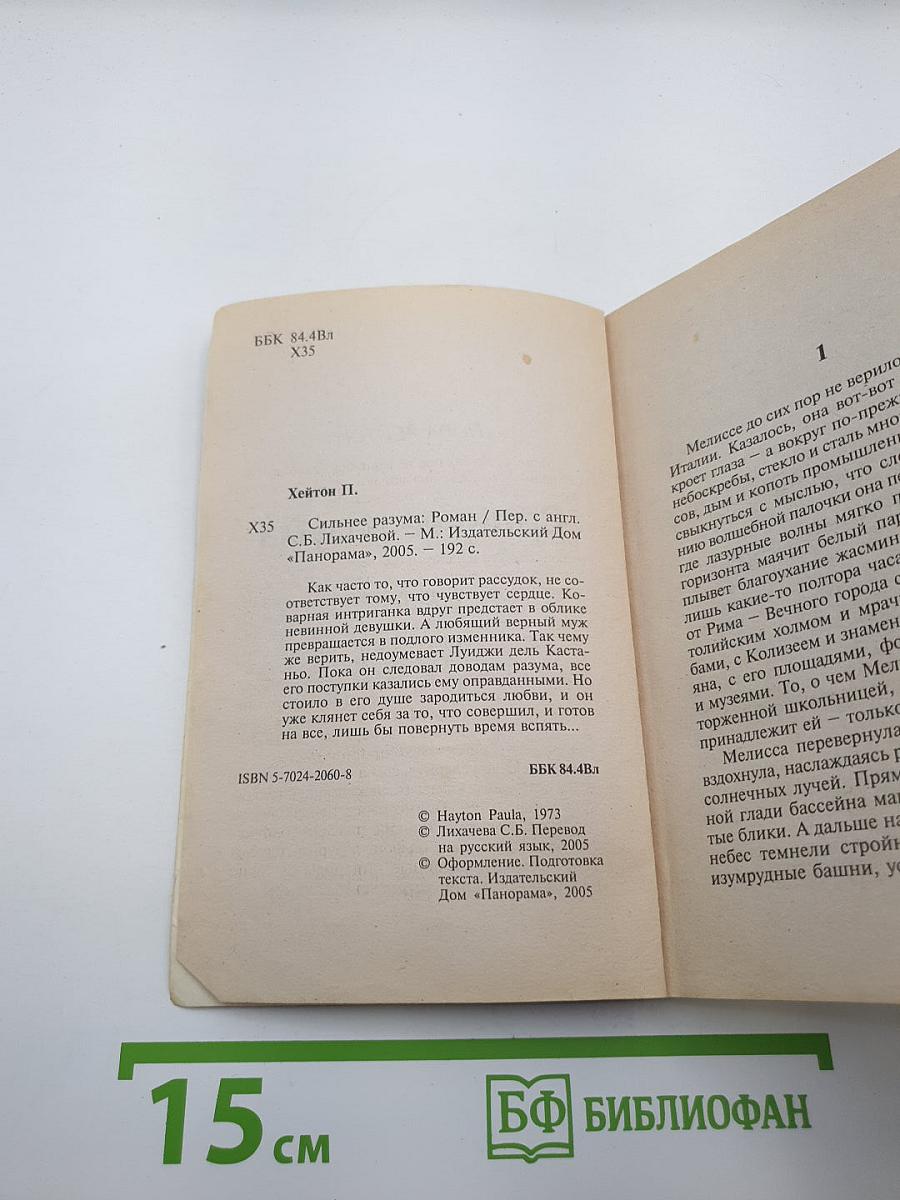 ББК 84.4Вл
Х35
Хейтон П.
Х35 Сильнее разума: Роман / Пер. с англ.
С.Б. Лихачевой. – М.: Издательский Дом
«Панорама», 2005. – 192 с.
Как часто то, что говорит рассудок, не со-
ответствует тому, что чувствует сердце. Ко-
варная интриганка вдруг предстает в облике
невинной девушки. А любящий верный муж
превращается в подлого изменника. Так чему
же верить, недоумевает Луиджи дель Каста-
ньо. Пока он следовал доводам разума, все
его поступки казались ему оправданными. Но
стоило в его душе зародиться любви, и он
уже клянет себя за то, что совершил, и готов
на все, лишь бы повернуть время вспять...
ISBN 5-7024-2060-8 ББК 84.4Вл
© Hayton Paula, 1973
© Лихачева С.Б. Перевод
на русский язык, 2005
© Оформление. Подготовка
текста. Издательский
Дом «Панорама», 2005
1
Мелиссе до сих пор не верило
Италии. Казалось, она вот-вот
кроет глаза – а вокруг по-преж
небоскребы, стекло и сталь мно
сов, дым и копоть промышлен
свыкнуться с мыслью, что сле
нию волшебной палочки она пе
где лазурные волны мягко п
горизонта маячит белый пар
плывет благоухание жасмин
лишь какие-то полтора часа
от Рима – Вечного города с
толийским холмом и мрач
бами, с Колизеем и знамен
яна, с его площадями, фо
и музеями. То, о чем Мел
торженной школьницей,
принадлежит ей – только
Мелисса перевернула
вздохнула, наслаждаясь р
солнечных лучей. Прям
ной глади бассейна ма
тые блики. А дальше на
небес темнели стройн
изумрудные башни, ус
15 см
БФ БИБЛИОФАН